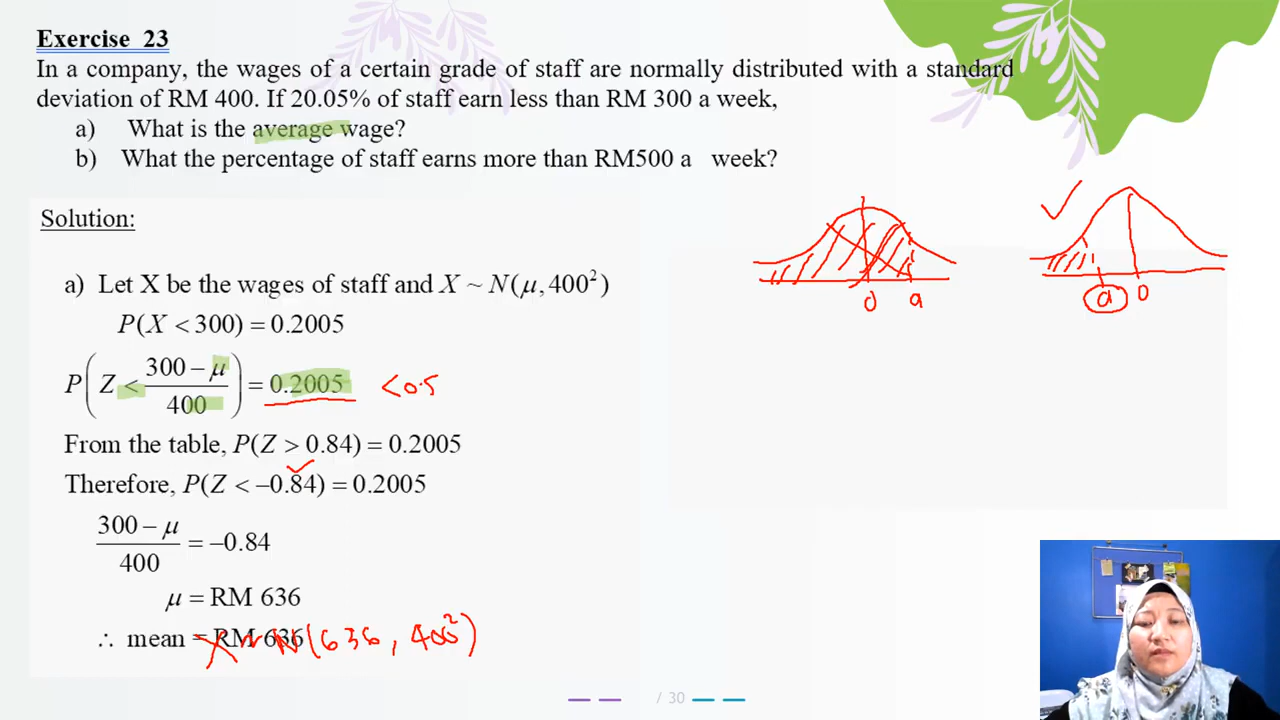 Exercise 23
In a company, the wages of a certain grade of staff are normally distributed with a standard
deviation of RM 400. If 20.05% of staff earn less than RM 300 a week,
a) What is the average wage?
b) What the percentage of staff earns more than RM500 a week?
Solution:
a) Let X be the wages of staff and X ~ N(μ, 400²)
P(X < 300) = 0.2005
P(Z < (300 − μ)/400) = 0.2005 <0.5
From the table, P(Z > 0.84) = 0.2005
Therefore, P(Z < −0.84) = 0.2005
(300 − μ)/400 = −0.84
μ = RM 636
∴ mean = RM 636
X ~ N(636, 400²)
0 a
a 0
/ 30